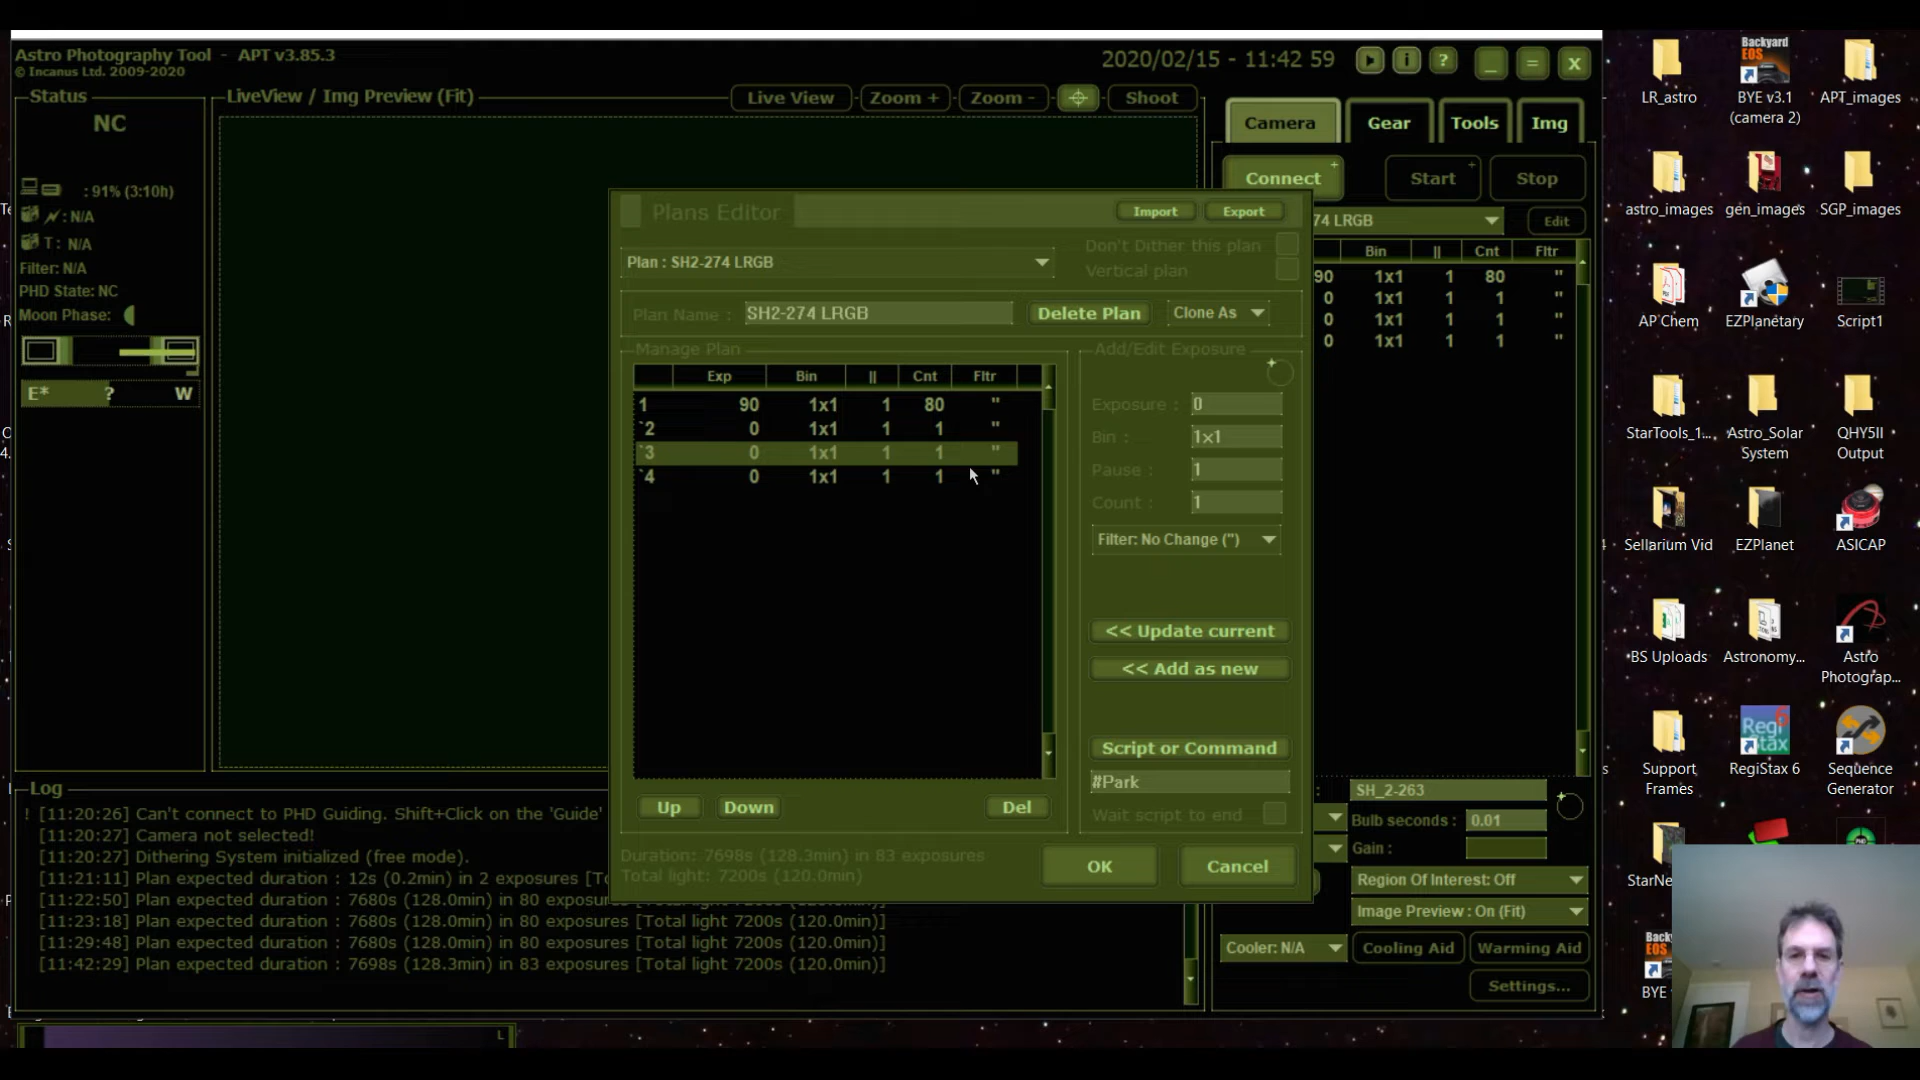 Astro Photography Tool - APT v3.85.3
© Incanus Ltd. 2009-2020
2020/02/15 - 11:42 59
i ? _ = X
Status
LiveView / Img Preview (Fit)
Live View Zoom + Zoom - Shoot
NC
: 91% (3:10h)
: N/A
T : N/A
Filter: N/A
PHD State: NC
Moon Phase:
E* ? W
Camera Gear Tools Img
Connect + Start + Stop
74 LRGB Edit
Bin || Cnt Fltr
90 1x1 1 80 "
0 1x1 1 1 "
0 1x1 1 1 "
0 1x1 1 1 "
Plans Editor Import Export
Plan : SH2-274 LRGB
Don't Dither this plan
Vertical plan
Plan Name : SH2-274 LRGB Delete Plan Clone As
Manage Plan
Exp Bin || Cnt Fltr
1 90 1x1 1 80 "
`2 0 1x1 1 1 "
`3 0 1x1 1 1 "
`4 0 1x1 1 1 "
Up Down Del
Add/Edit Exposure
Exposure : 0
Bin : 1x1
Pause : 1
Count : 1
Filter: No Change (")
<< Update current
<< Add as new
Script or Command
#Park
Wait script to end
Duration: 7698s (128.3min) in 83 exposures
Total light: 7200s (120.0min)
OK Cancel
Log
! [11:20:26] Can't connect to PHD Guiding. Shift+Click on the 'Guide'
[11:20:27] Camera not selected!
[11:20:27] Dithering System initialized (free mode).
[11:21:11] Plan expected duration : 12s (0.2min) in 2 exposures
[11:22:50] Plan expected duration : 7680s (128.0min) in 80 exposures [Total light 7200s (120.0min)]
[11:23:18] Plan expected duration : 7680s (128.0min) in 80 exposures [Total light 7200s (120.0min)]
[11:29:48] Plan expected duration : 7680s (128.0min) in 80 exposures [Total light 7200s (120.0min)]
[11:42:29] Plan expected duration : 7698s (128.3min) in 83 exposures [Total light 7200s (120.0min)]
SH_2-263
Bulb seconds : 0.01
Gain :
Region Of Interest: Off
Image Preview : On (Fit)
Cooler: N/A Cooling Aid Warming Aid
Settings...
L
Backyard
EOS
LR_astro
BYE v3.1
(camera 2)
APT_images
astro_images
gen_images
SGP_images
AP Chem
EZPlanetary
Script1
StarTools_1...
Astro_Solar
System
QHY5II
Output
Sellarium Vid
EZPlanet
ASICAP
BS Uploads
Astronomy...
Astro
Photograp...
Regi
Stax
6
Support
Frames
RegiStax 6
Sequence
Generator
PHD
StarNe
Backy
EOS
BYE